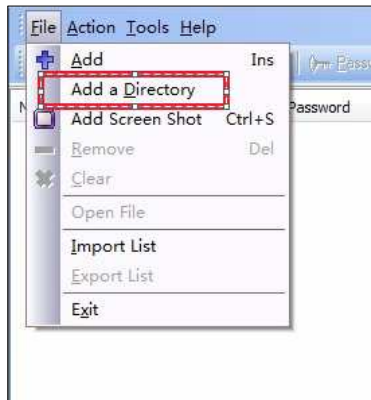 File Action Tools Help
Add Ins
Add a Directory
Password
Add Screen Shot Ctrl+S
Remove Del
Clear
Open File
Import List
Export List
Exit